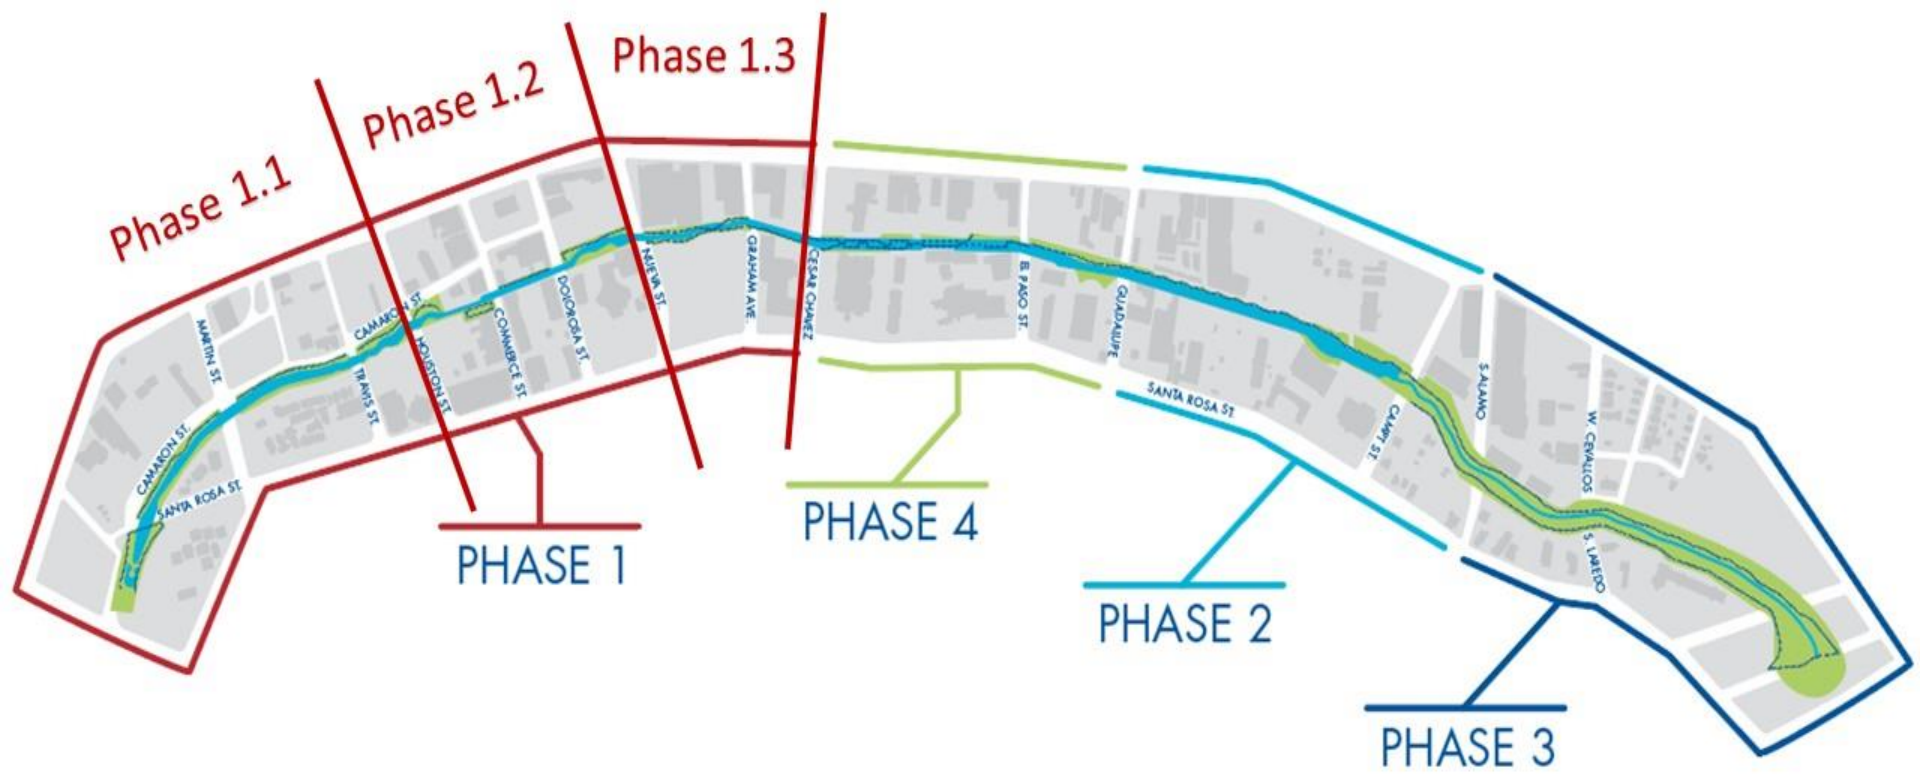 Phase 1.1
Phase 1.2
Phase 1.3
MARTIN ST.
CAMARON ST.
CAMARON ST.
SANTA ROSA ST.
TRAVIS ST.
HOUSTON ST.
COMMERCE ST.
DOLOROSA ST.
NUEVA ST.
GRAHAM AVE.
CESAR CHAVEZ
EL PASO ST.
GUADALUPE
SANTA ROSA ST.
CAMP ST.
S. ALAMO
W. CEVALLOS
S. LAREDO
PHASE 1
PHASE 4
PHASE 2
PHASE 3